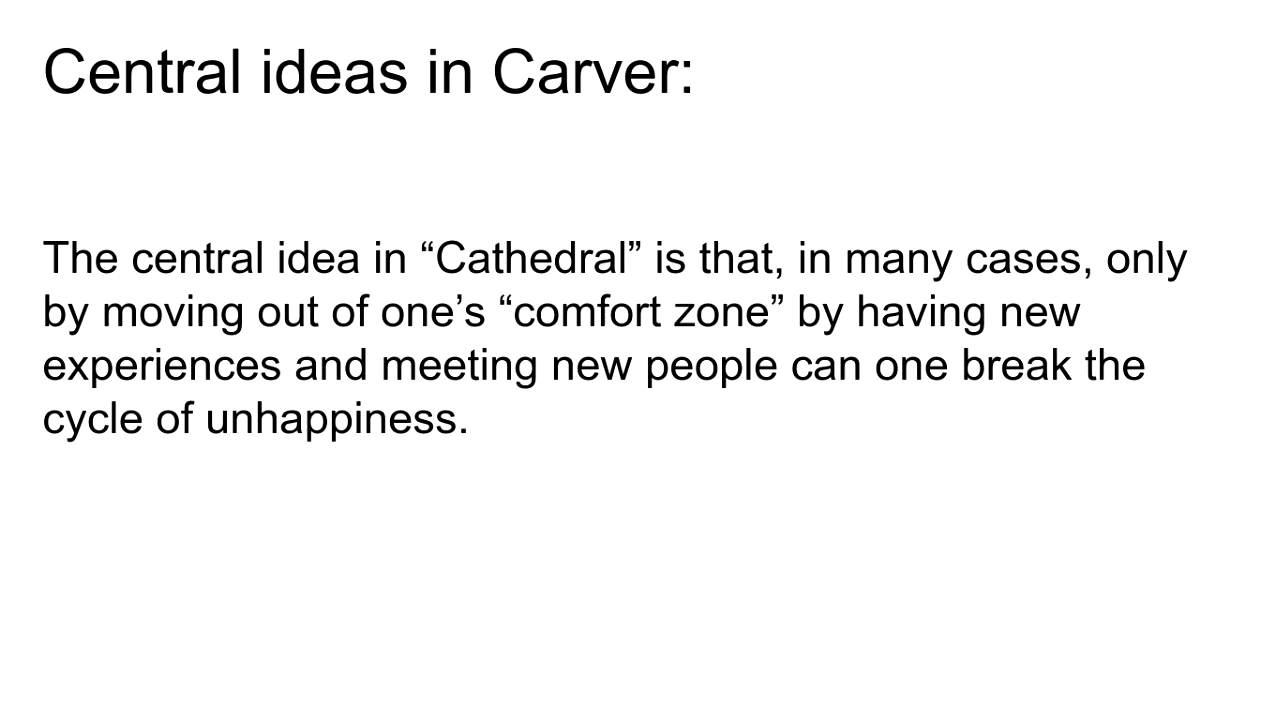 Central ideas in Carver:
The central idea in “Cathedral” is that, in many cases, only
by moving out of one’s “comfort zone” by having new
experiences and meeting new people can one break the
cycle of unhappiness.